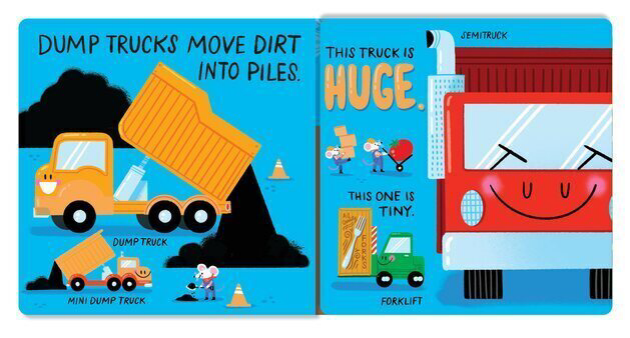 DUMP TRUCKS MOVE DIRT
INTO PILES.
DUMP TRUCK
MINI DUMP TRUCK
THIS TRUCK IS
HUGE.
SEMITRUCK
THIS ONE IS
TINY.
FORKLIFT